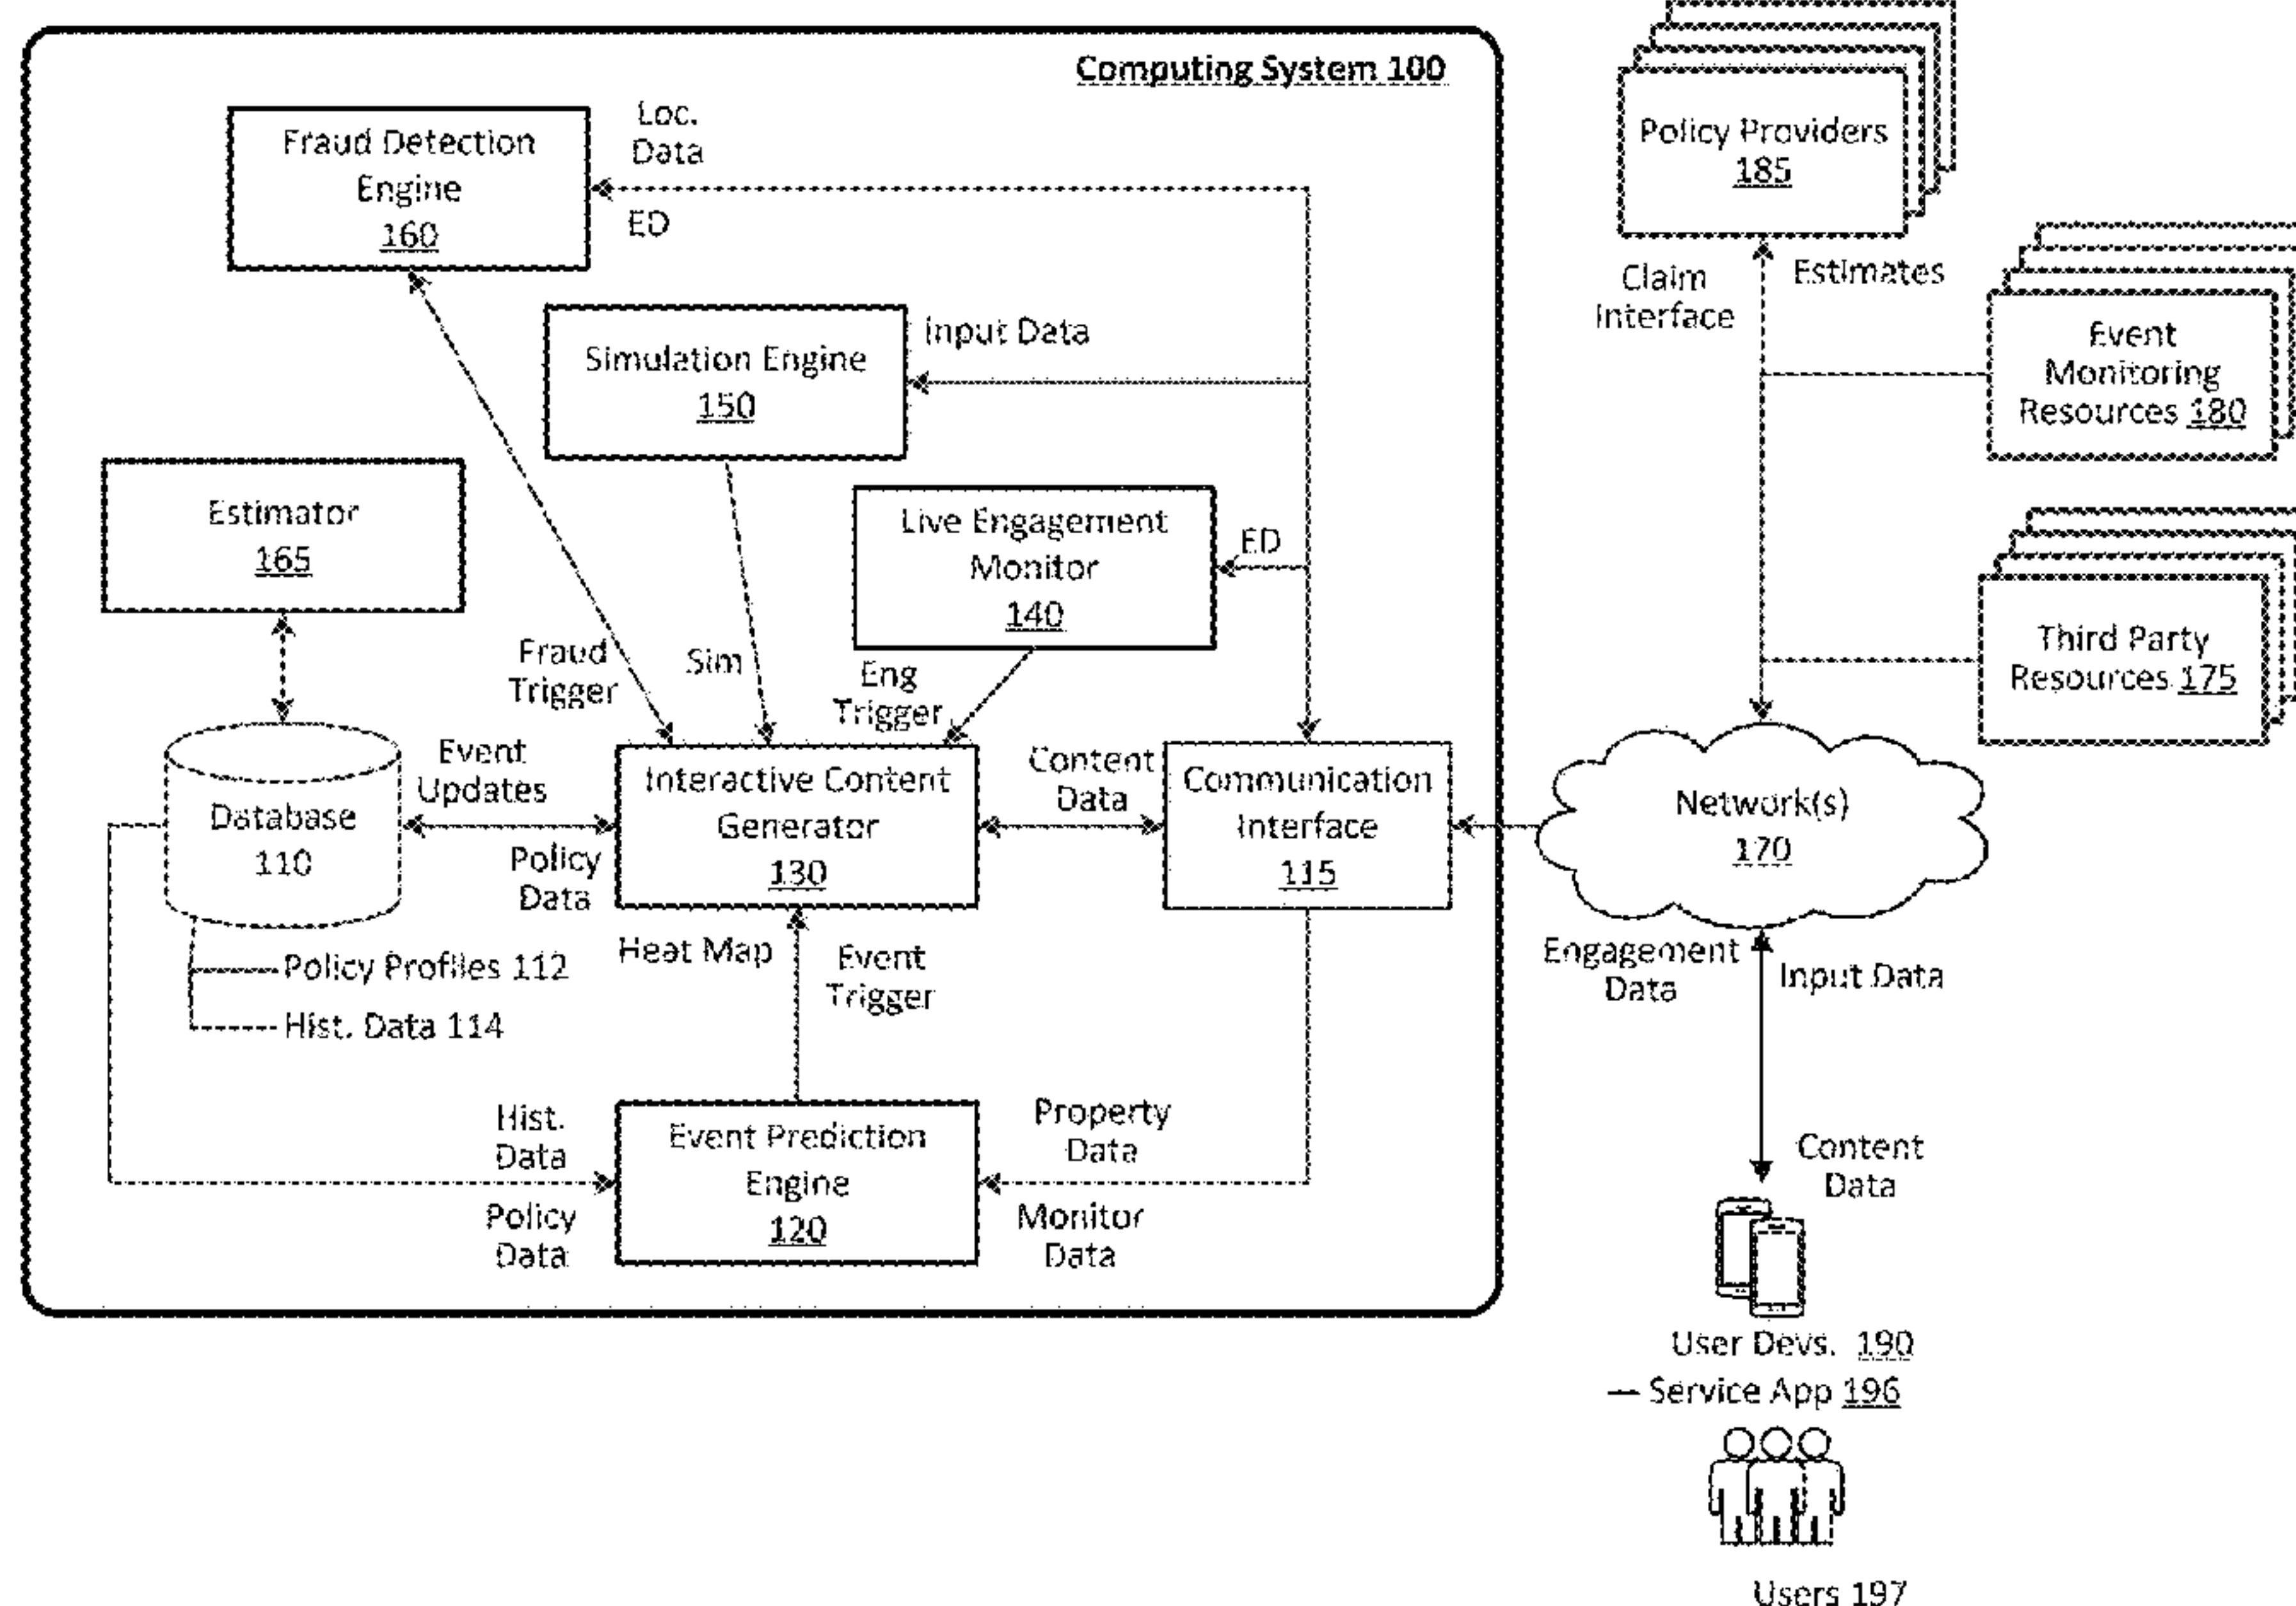 Computing System 100
Fraud Detection
Engine
160
Loc.
Data
ED
Simulation Engine
150
Input Data
Estimator
165
Live Engagement
Monitor
140
ED
Fraud
Trigger
Sim
Eng
Trigger
Database
110
Event
Updates
Policy
Data
Interactive Content
Generator
130
Content
Data
Communication
Interface
115
Policy Profiles 112
Hist. Data 114
Heat Map
Event
Trigger
Hist.
Data
Policy
Data
Event Prediction
Engine
120
Property
Data
Monitor
Data
Policy Providers
185
Claim
Interface
Estimates
Event
Monitoring
Resources 180
Third Party
Resources 175
Network(s)
170
Engagement
Data
Input Data
Content
Data
User Devs. 190
— Service App 196
Users 197